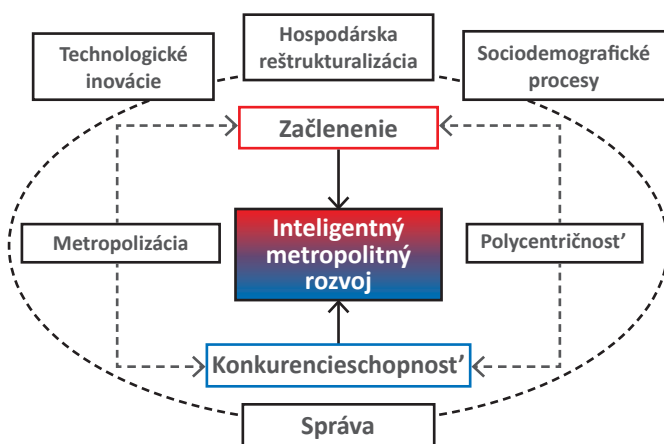 Technologické
inovácie
Hospodárska
reštrukturalizácia
Sociodemografické
procesy
Začlenenie
Metropolizácia
Inteligentný
metropolitný
rozvoj
Polycentričnosť
Konkurencieschopnosť
Správa